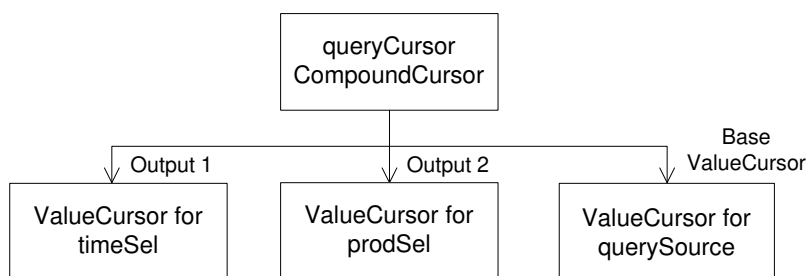 queryCursor
CompoundCursor
Output 1
Output 2
Base
ValueCursor
ValueCursor for
timeSel
ValueCursor for
prodSel
ValueCursor for
querySource